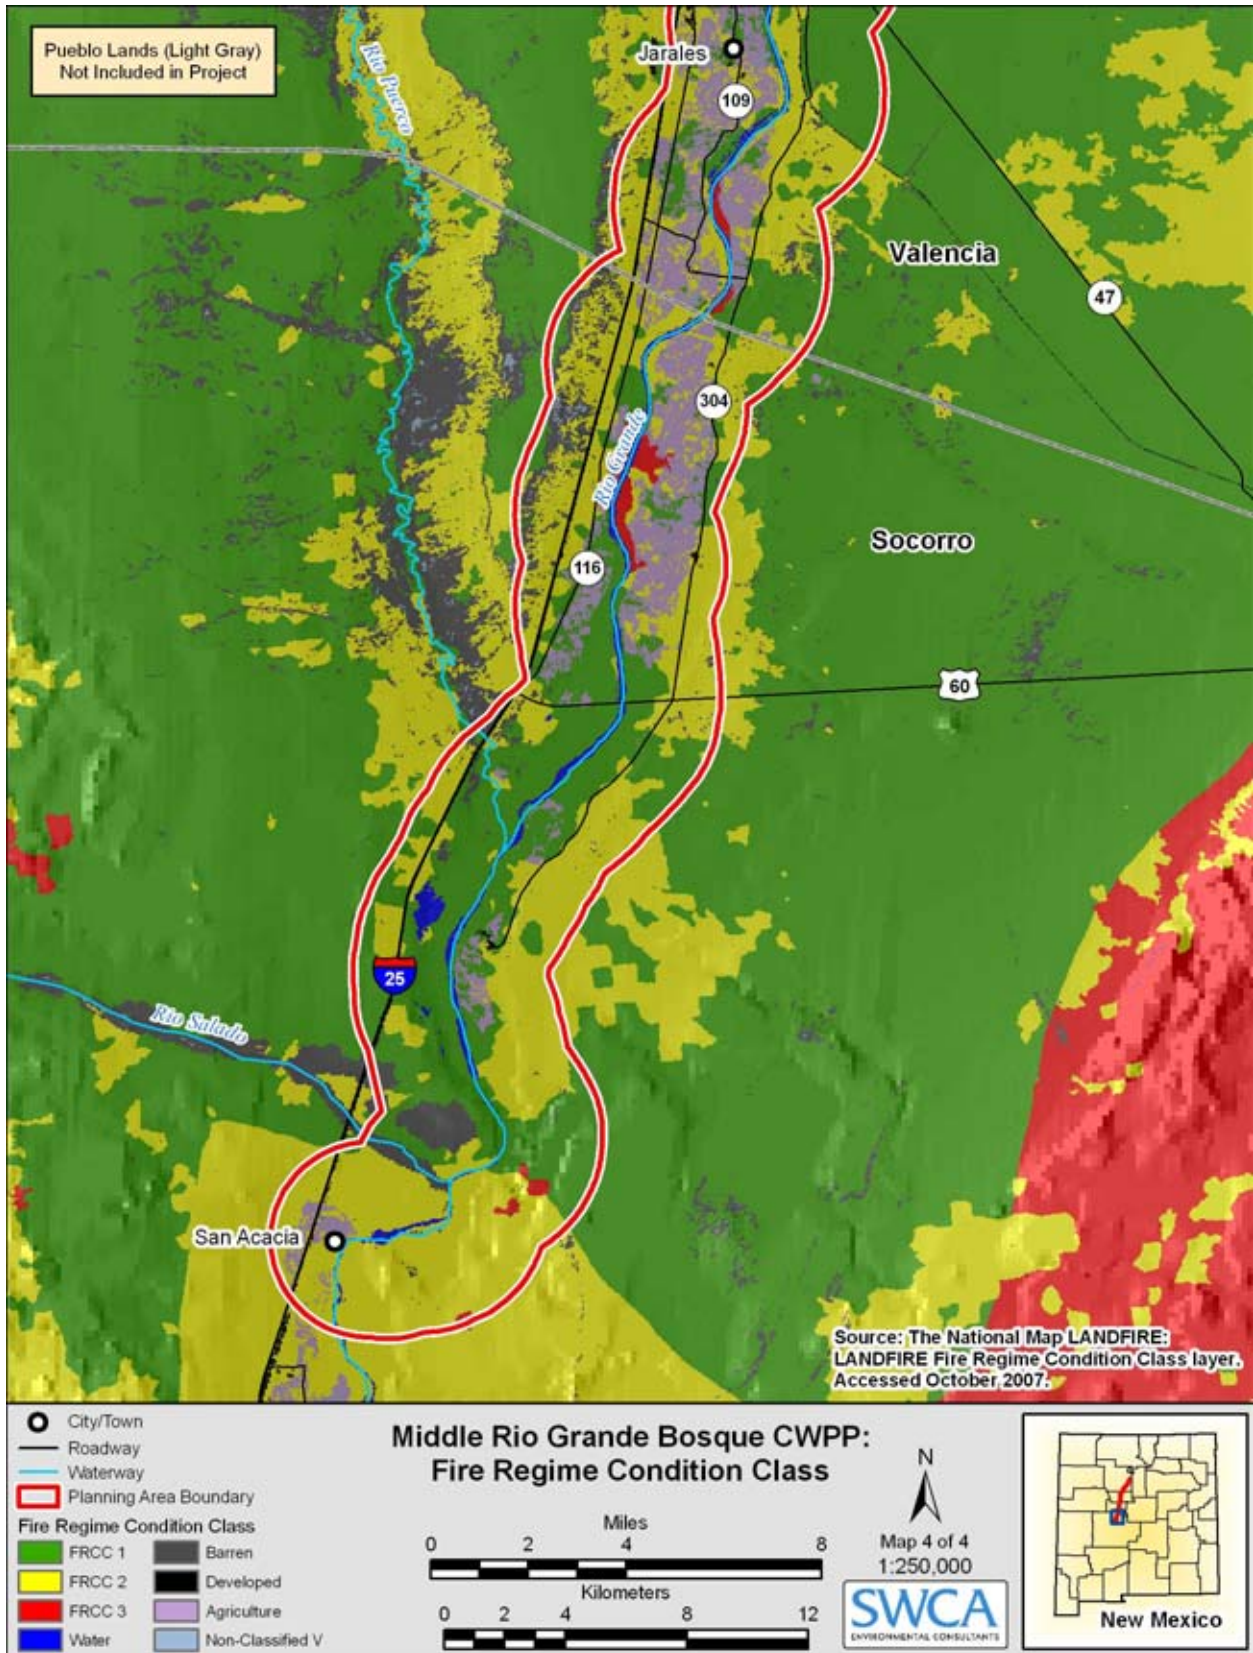 Pueblo Lands (Light Gray)
Not Included in Project
Rio Puerco
Jarales
109
Valencia
47
304
Rio Grande
Socorro
116
60
25
Rio Salado
San Acacia
Source: The National Map LANDFIRE:
LANDFIRE Fire Regime Condition Class layer.
Accessed October 2007.
City/Town
Roadway
Waterway
Planning Area Boundary
Fire Regime Condition Class
FRCC 1
Barren
FRCC 2
Developed
FRCC 3
Agriculture
Water
Non-Classified V
Middle Rio Grande Bosque CWPP:
Fire Regime Condition Class
Miles
0 2 4 8
Kilometers
0 2 4 8 12
N
Map 4 of 4
1:250,000
SWCA
ENVIRONMENTAL CONSULTANTS
New Mexico